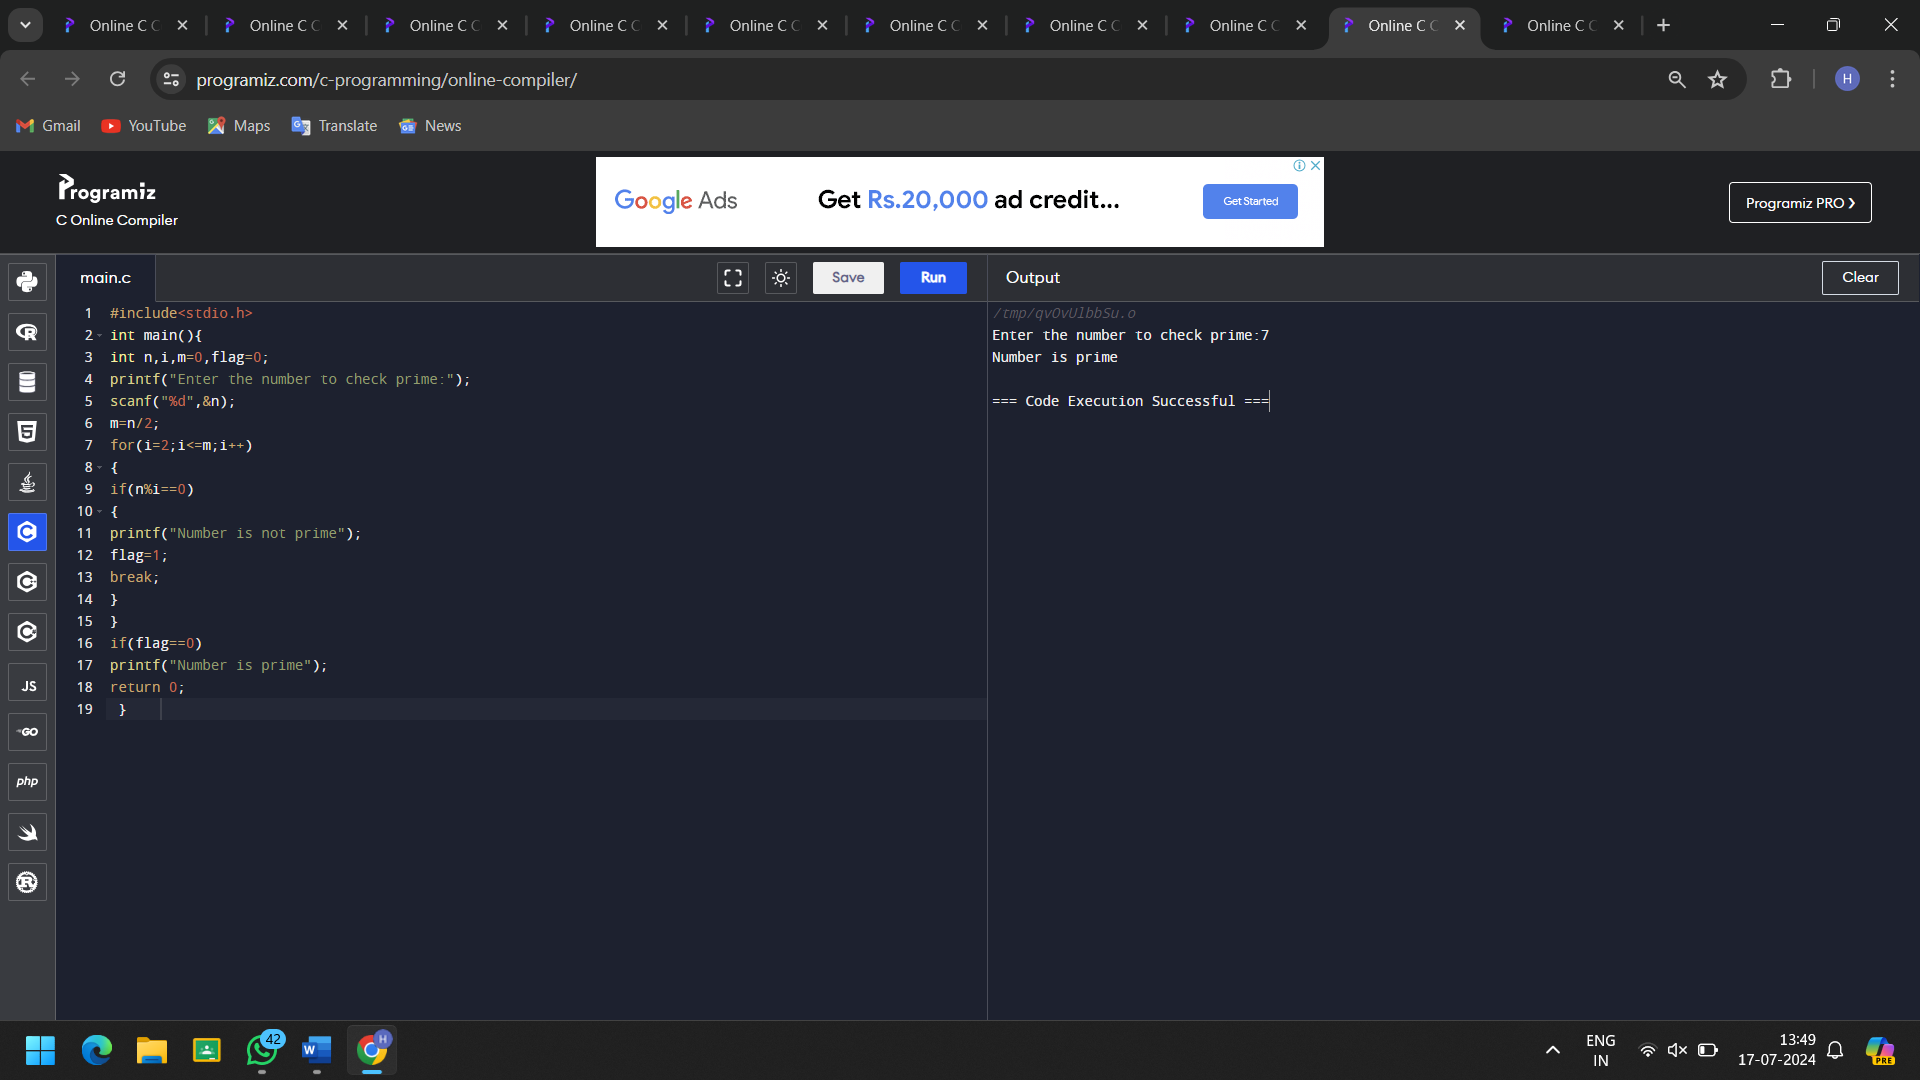 Online C C Online C C Online C C Online C C Online C C Online C C Online C C Online C C Online C C Online C C
programiz.com/c-programming/online-compiler/
H
Gmail YouTube Maps Translate News
Programiz
C Online Compiler
Google Ads
Get Rs.20,000 ad credit...
Get Started
Programiz PRO ❯
main.c
Save
Run
Output
Clear
1 #include<stdio.h>
2 int main(){
3 int n,i,m=0,flag=0;
4 printf("Enter the number to check prime:");
5 scanf("%d",&n);
6 m=n/2;
7 for(i=2;i<=m;i++)
8 {
9 if(n%i==0)
10 {
11 printf("Number is not prime");
12 flag=1;
13 break;
14 }
15 }
16 if(flag==0)
17 printf("Number is prime");
18 return 0;
19 }
/tmp/qvOvUlbbSu.o
Enter the number to check prime:7
Number is prime
=== Code Execution Successful ===
JS
GO
php
42
W
H
ENG
IN
13:49
17-07-2024
PRE